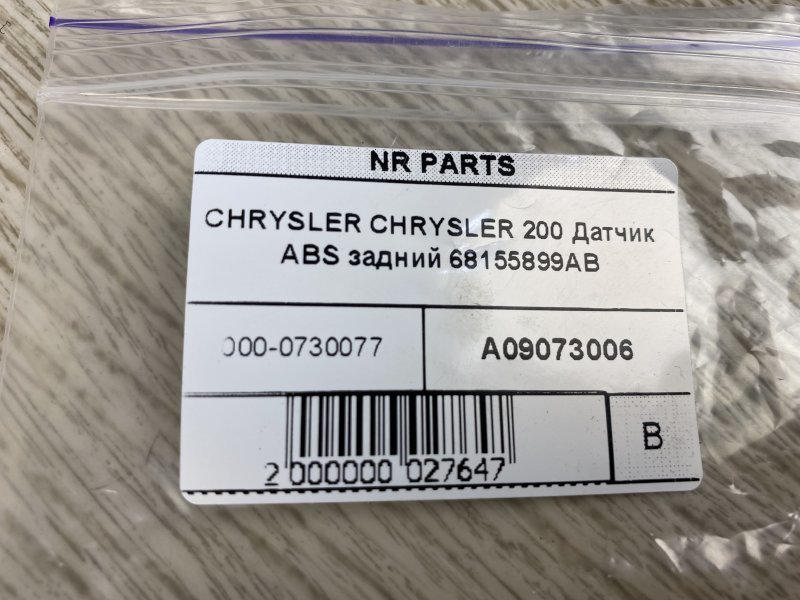 NR PARTS
CHRYSLER CHRYSLER 200 Датчик
ABS задний 68155899AB
000-0730077
A09073006
2 000000 027647
B